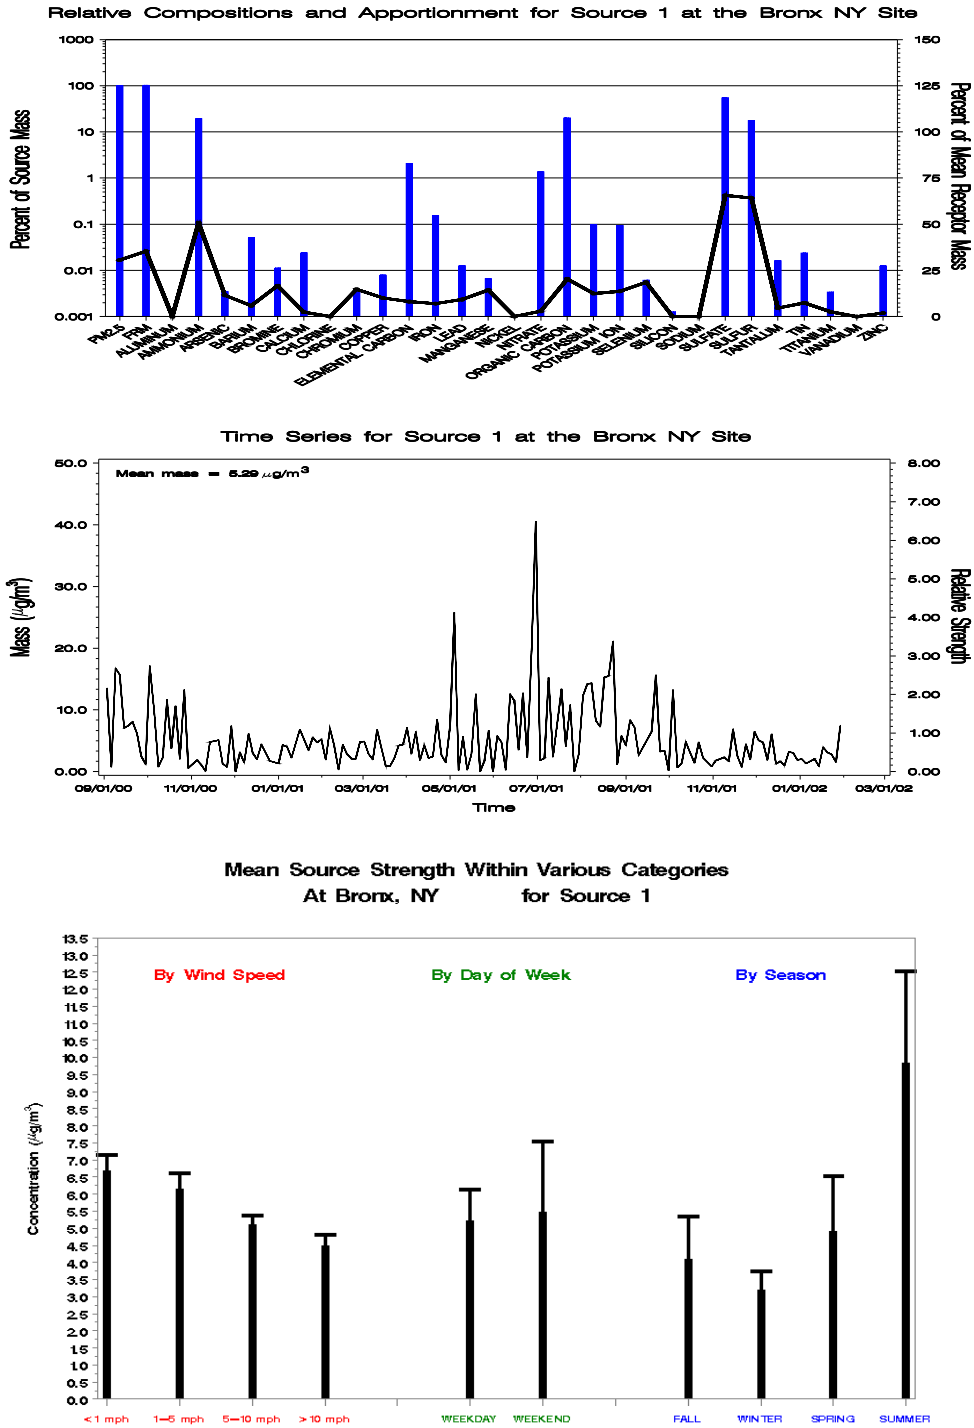 Relative Compositions and Apportionment for Source 1 at the Bronx NY Site
Percent of Source Mass
1000
100
10
1
0.1
0.01
0.001
150
125
100
75
50
25
0
Percent of Mean Receptor Mass
PM2.5
FRM
ALUMINUM
AMMONIUM
ARSENIC
BARIUM
BROMINE
CALCIUM
CHLORINE
CHROMIUM
COPPER
ELEMENTAL CARBON
IRON
LEAD
MANGANESE
NICKEL
NITRATE
ORGANIC CARBON
POTASSIUM
POTASSIUM ION
SELENIUM
SILICON
SODIUM
SULFATE
SULFUR
TANTALLUM
TIN
TITANIUM
VANADIUM
ZINC
Time Series for Source 1 at the Bronx NY Site
Mean mass = 5.29 μg/m³
Mass (μg/m³)
50.0
40.0
30.0
20.0
10.0
0.00
8.00
7.00
6.00
5.00
4.00
3.00
2.00
1.00
0.00
Relative Strength
09/01/00 11/01/00 01/01/01 03/01/01 05/01/01 07/01/01 09/01/01 11/01/01 01/01/02 03/01/02
Time
Mean Source Strength Within Various Categories
At Bronx, NY for Source 1
Concentration (μg/m³)
13.5
13.0
12.5
12.0
11.5
11.0
10.5
10.0
9.5
9.0
8.5
8.0
7.5
7.0
6.5
6.0
5.5
5.0
4.5
4.0
3.5
3.0
2.5
2.0
1.5
1.0
0.5
0.0
By Wind Speed By Day of Week By Season
<1 mph 1–5 mph 5–10 mph >10 mph WEEKDAY WEEKEND FALL WINTER SPRING SUMMER